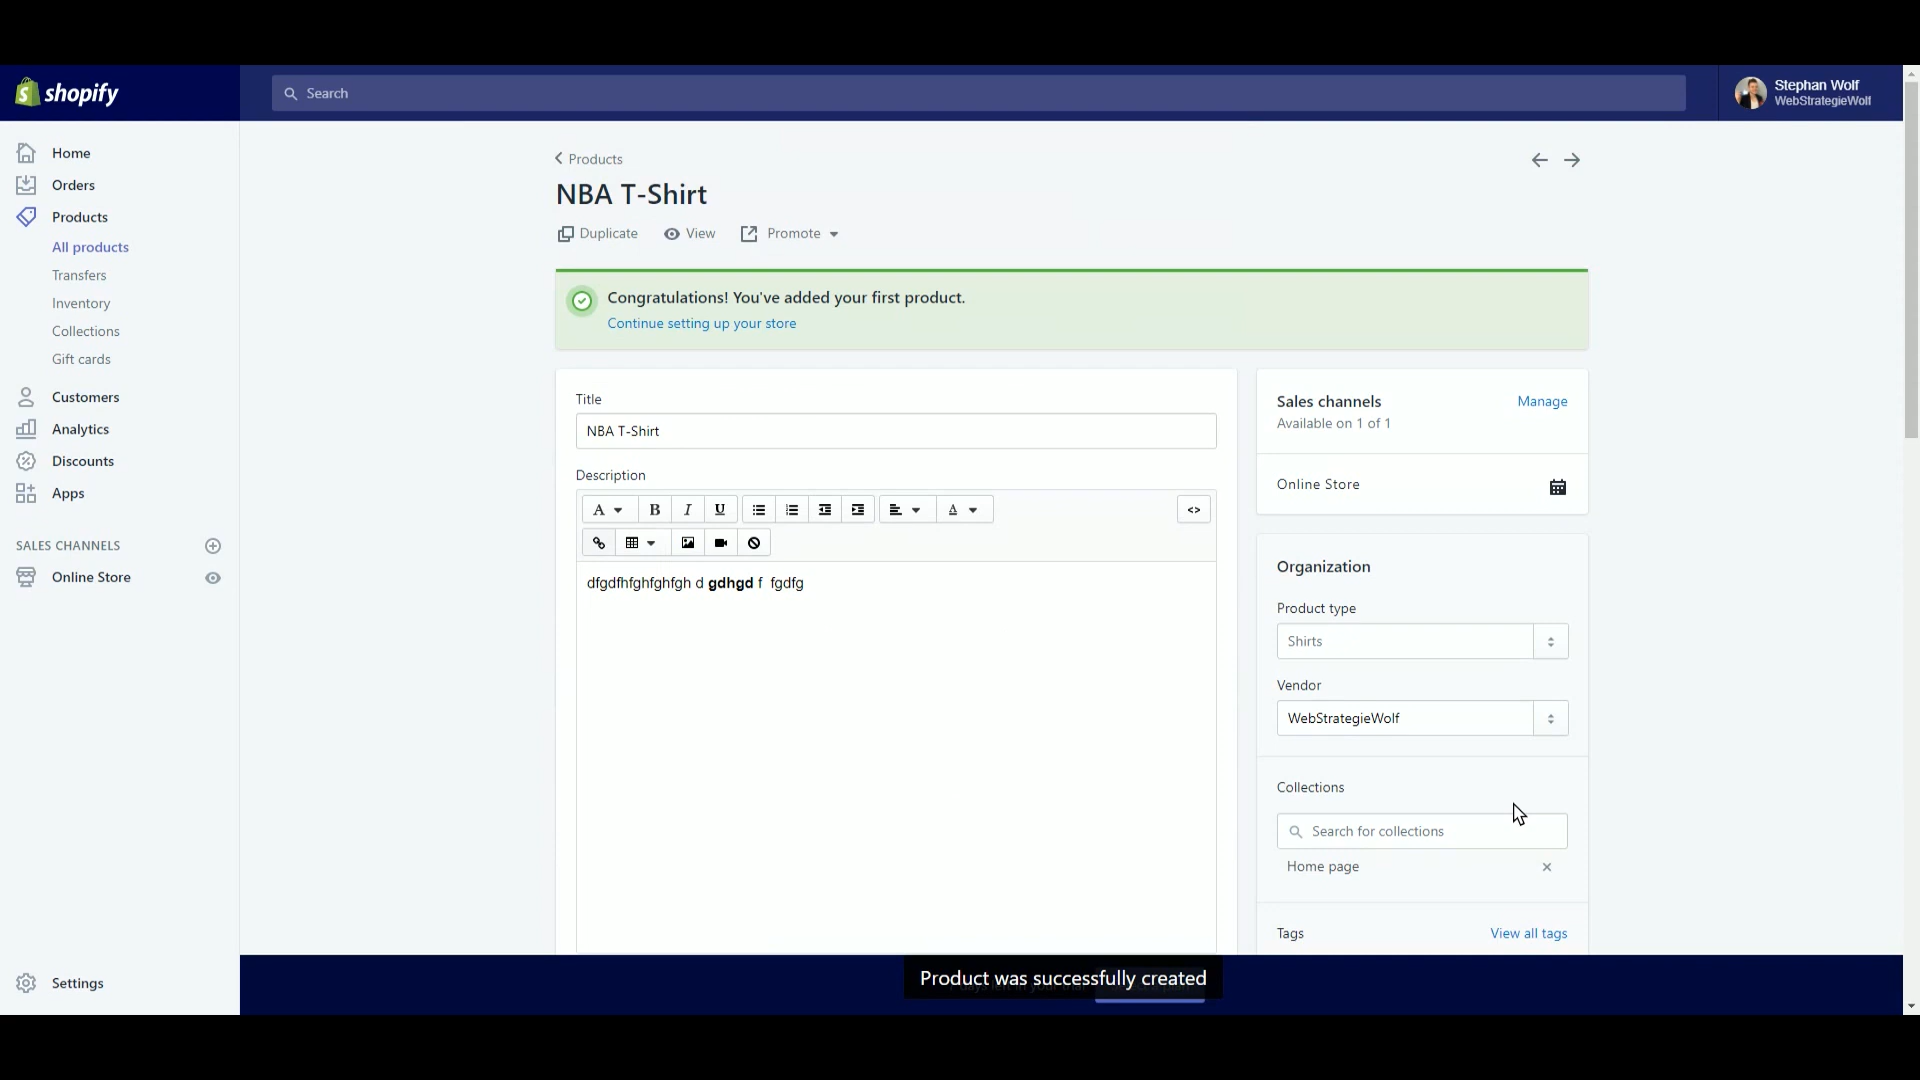 shopify
Search
Stephan Wolf
WebStrategieWolf
Home
Orders
Products
All products
Transfers
Inventory
Collections
Gift cards
Customers
Analytics
Discounts
Apps
SALES CHANNELS
Online Store
Settings
Products
NBA T-Shirt
Duplicate
View
Promote
Congratulations! You've added your first product.
Continue setting up your store
Title
NBA T-Shirt
Description
A
B
I
U
A
<>
dfgdfhfghfghfgh d gdhgd f fgdfg
Sales channels
Manage
Available on 1 of 1
Online Store
Organization
Product type
Shirts
Vendor
WebStrategieWolf
Collections
Search for collections
Home page
Tags
View all tags
Product was successfully created